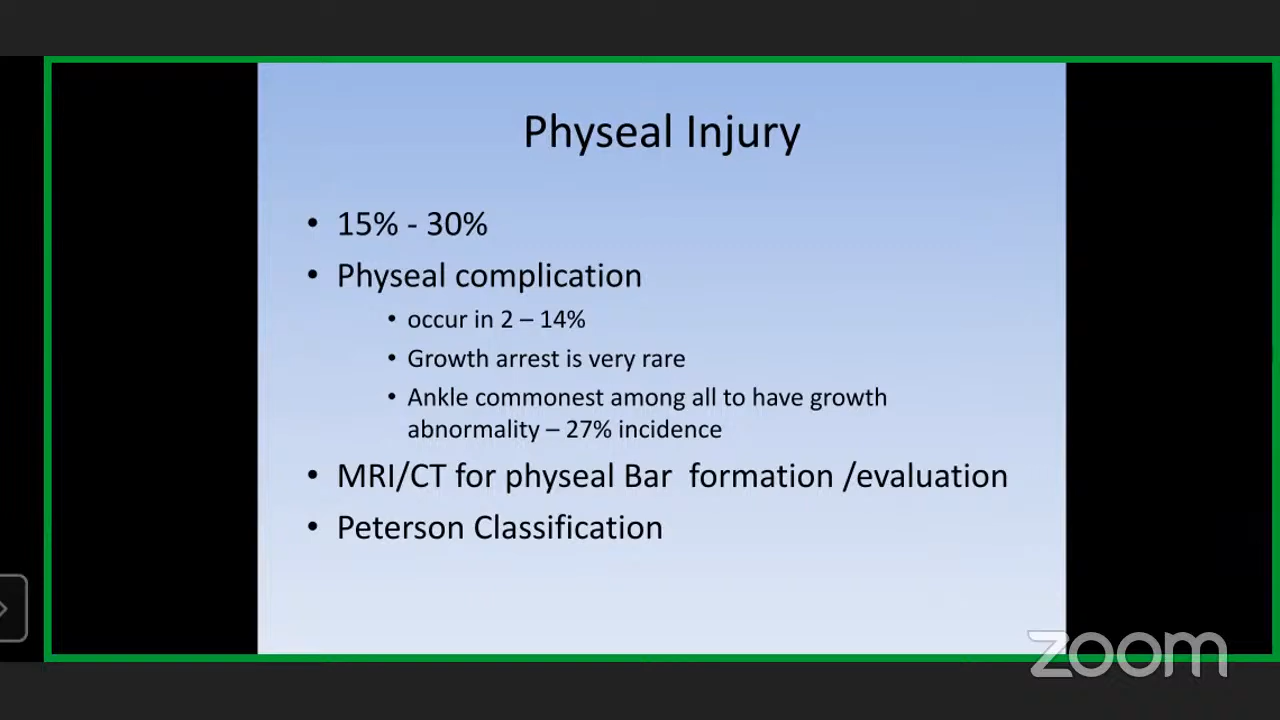 Physeal Injury
• 15% - 30%
• Physeal complication
• occur in 2 – 14%
• Growth arrest is very rare
• Ankle commonest among all to have growth
abnormality – 27% incidence
• MRI/CT for physeal Bar  formation /evaluation
• Peterson Classification
zoom